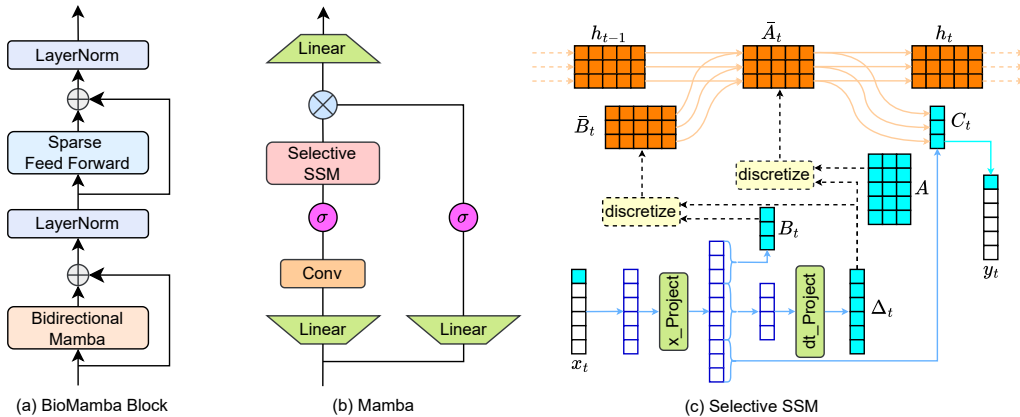 LayerNorm
Sparse
Feed Forward
LayerNorm
Bidirectional
Mamba
(a) BioMamba Block
Linear
Selective
SSM
σ
σ
Conv
Linear
Linear
(b) Mamba
h_{t-1}
Ā_t
h_t
B̄_t
C_t
discretize
A
discretize
B_t
y_t
x_Project
dt_Project
Δ_t
x_t
(c) Selective SSM